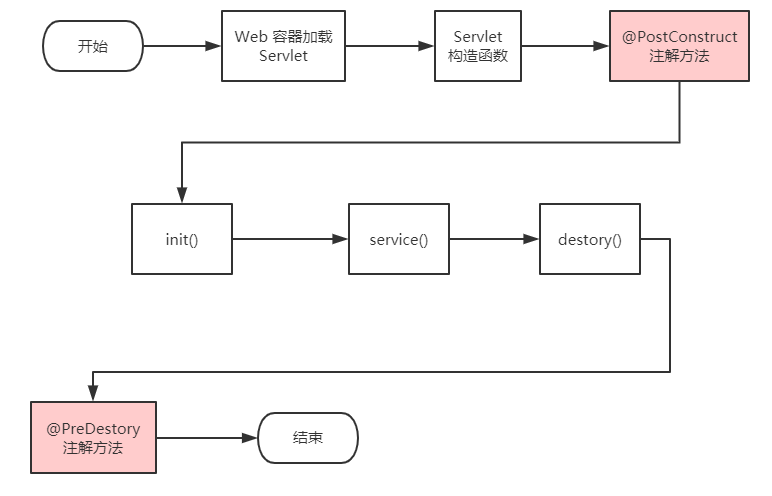 开始
Web 容器加载
Servlet
Servlet
构造函数
@PostConstruct
注解方法
init()
service()
destory()
@PreDestory
注解方法
结束